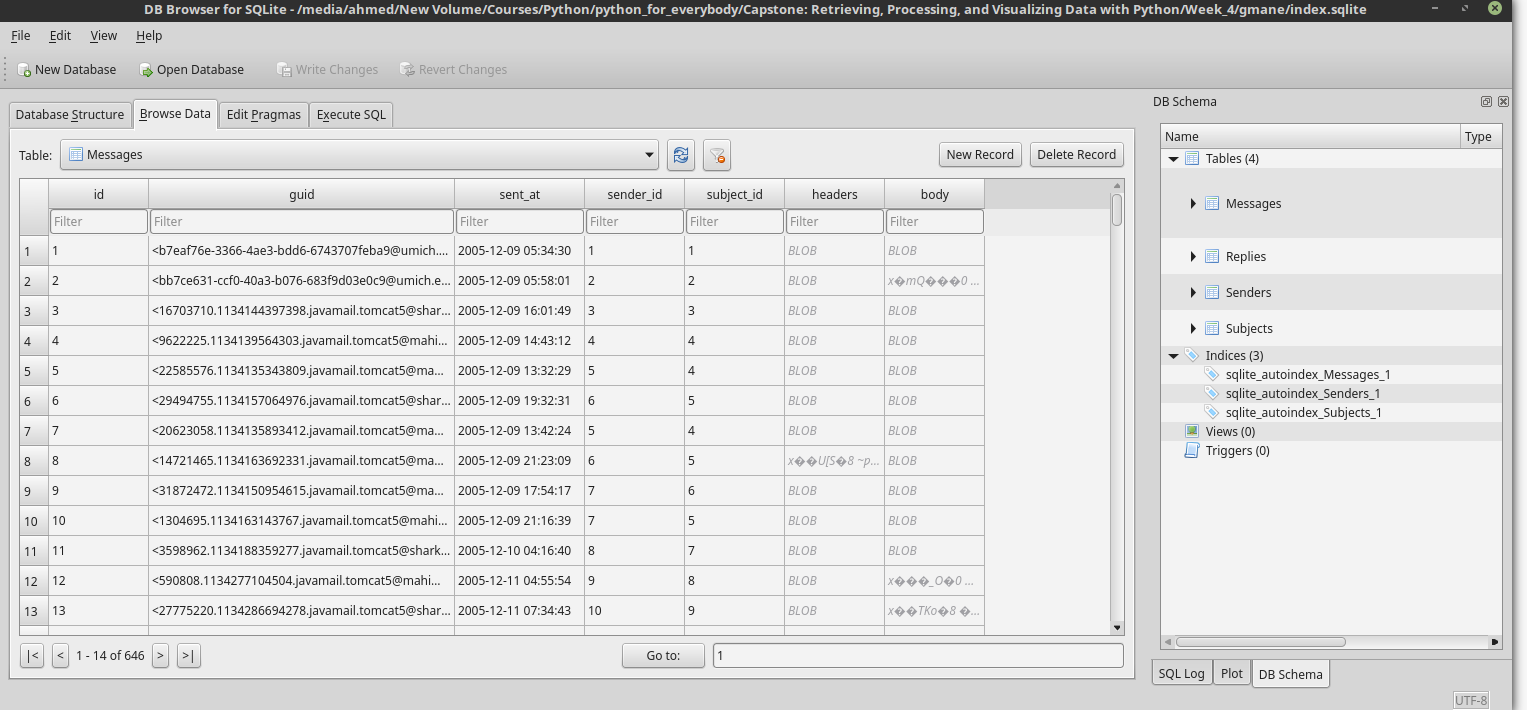 DB Browser for SQLite - /media/ahmed/New Volume/Courses/Python/python_for_everybody/Capstone: Retrieving, Processing, and Visualizing Data with Python/Week_4/gmane/index.sqlite
File Edit View Help
New Database Open Database Write Changes Revert Changes
Database Structure Browse Data Edit Pragmas Execute SQL
Table: Messages New Record Delete Record
id guid sent_at sender_id subject_id headers body
Filter Filter Filter Filter Filter Filter Filter
1 1 <b7eaf76e-3366-4ae3-bdd6-6743707feba9@umich.... 2005-12-09 05:34:30 1 1 BLOB BLOB
2 2 <bb7ce631-ccf0-40a3-b076-683f9d03e0c9@umich.e... 2005-12-09 05:58:01 2 2 BLOB x�mQ���0 ...
3 3 <16703710.1134144397398.javamail.tomcat5@shar... 2005-12-09 16:01:49 3 3 BLOB BLOB
4 4 <9622225.1134139564303.javamail.tomcat5@mahi... 2005-12-09 14:43:12 4 4 BLOB BLOB
5 5 <22585576.1134135343809.javamail.tomcat5@ma... 2005-12-09 13:32:29 5 4 BLOB BLOB
6 6 <29494755.1134157064976.javamail.tomcat5@shar... 2005-12-09 19:32:31 6 5 BLOB BLOB
7 7 <20623058.1134135893412.javamail.tomcat5@ma... 2005-12-09 13:42:24 5 4 BLOB BLOB
8 8 <14721465.1134163692331.javamail.tomcat5@ma... 2005-12-09 21:23:09 6 5 x��U[S�8 ~p... BLOB
9 9 <31872472.1134150954615.javamail.tomcat5@ma... 2005-12-09 17:54:17 7 6 BLOB BLOB
10 10 <1304695.1134163143767.javamail.tomcat5@mahi... 2005-12-09 21:16:39 7 5 BLOB BLOB
11 11 <3598962.1134188359277.javamail.tomcat5@shark... 2005-12-10 04:16:40 8 7 BLOB BLOB
12 12 <590808.1134277104504.javamail.tomcat5@mahi... 2005-12-11 04:55:54 9 8 BLOB x���_O�0 ...
13 13 <27775220.1134286694278.javamail.tomcat5@shar... 2005-12-11 07:34:43 10 9 BLOB x��TKo�8 �...
|< < 1 - 14 of 646 > >| Go to: 1
DB Schema
Name Type
Tables (4)
Messages
Replies
Senders
Subjects
Indices (3)
sqlite_autoindex_Messages_1
sqlite_autoindex_Senders_1
sqlite_autoindex_Subjects_1
Views (0)
Triggers (0)
SQL Log Plot DB Schema
UTF-8